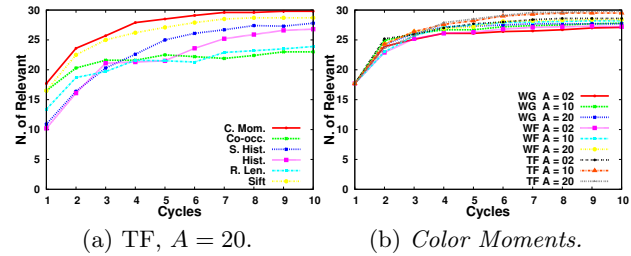 N. of Relevant
30
25
20
15
10
5
0
1 2 3 4 5 6 7 8 9 10
Cycles
C. Mom.
Co-occ.
S. Hist.
Hist.
R. Len.
Sift
(a) TF, A = 20.
N. of Relevant
30
25
20
15
10
5
0
1 2 3 4 5 6 7 8 9 10
Cycles
WG A = 02
WG A = 10
WG A = 20
WF A = 02
WF A = 10
WF A = 20
TF A = 02
TF A = 10
TF A = 20
(b) Color Moments.